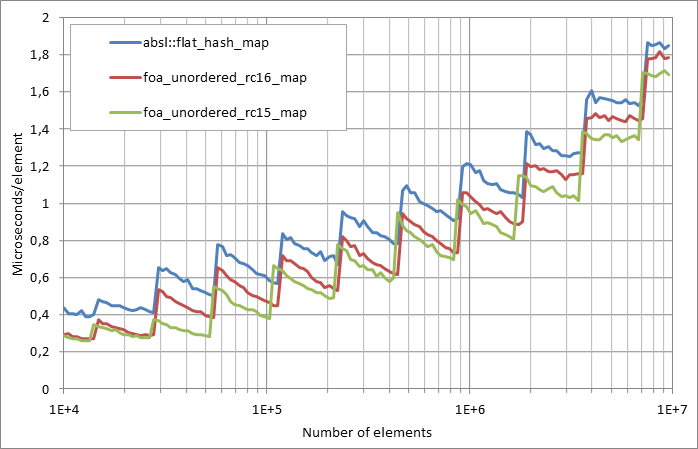 2
1,8
1,6
1,4
1,2
1
0,8
0,6
0,4
0,2
0
Microseconds/element
absl::flat_hash_map
foa_unordered_rc16_map
foa_unordered_rc15_map
1E+4 1E+5 1E+6 1E+7
Number of elements